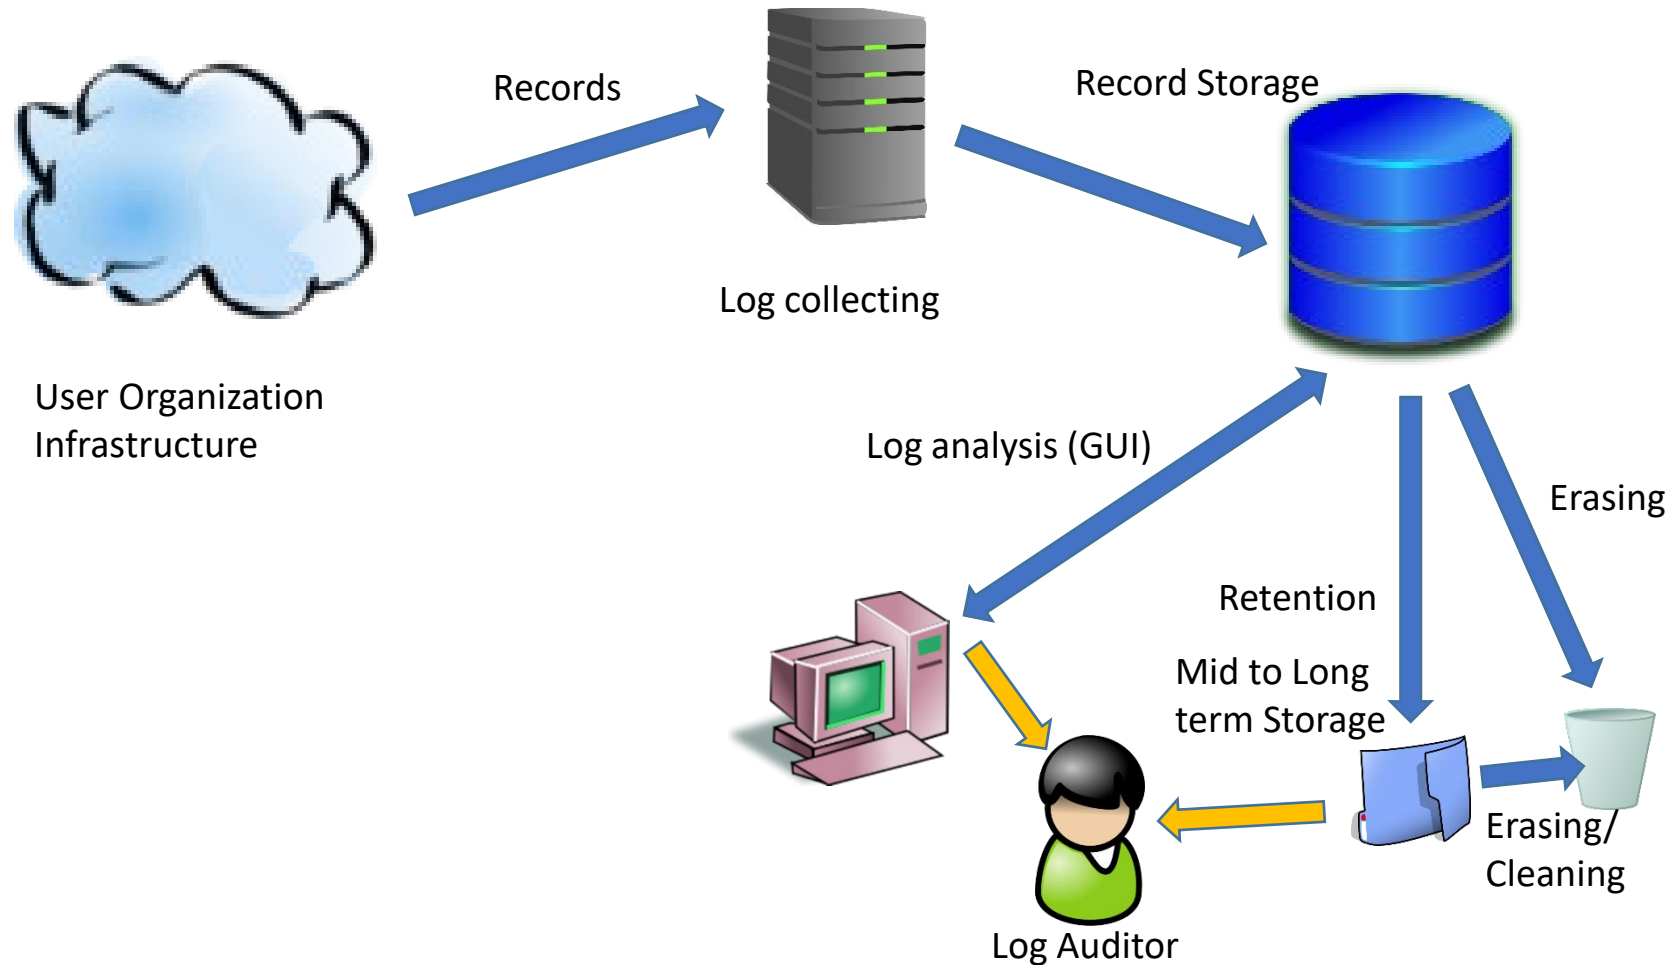 Records
Record Storage
Log collecting
User Organization
Infrastructure
Log analysis (GUI)
Erasing
Retention
Mid to Long
term Storage
Erasing/
Cleaning
Log Auditor